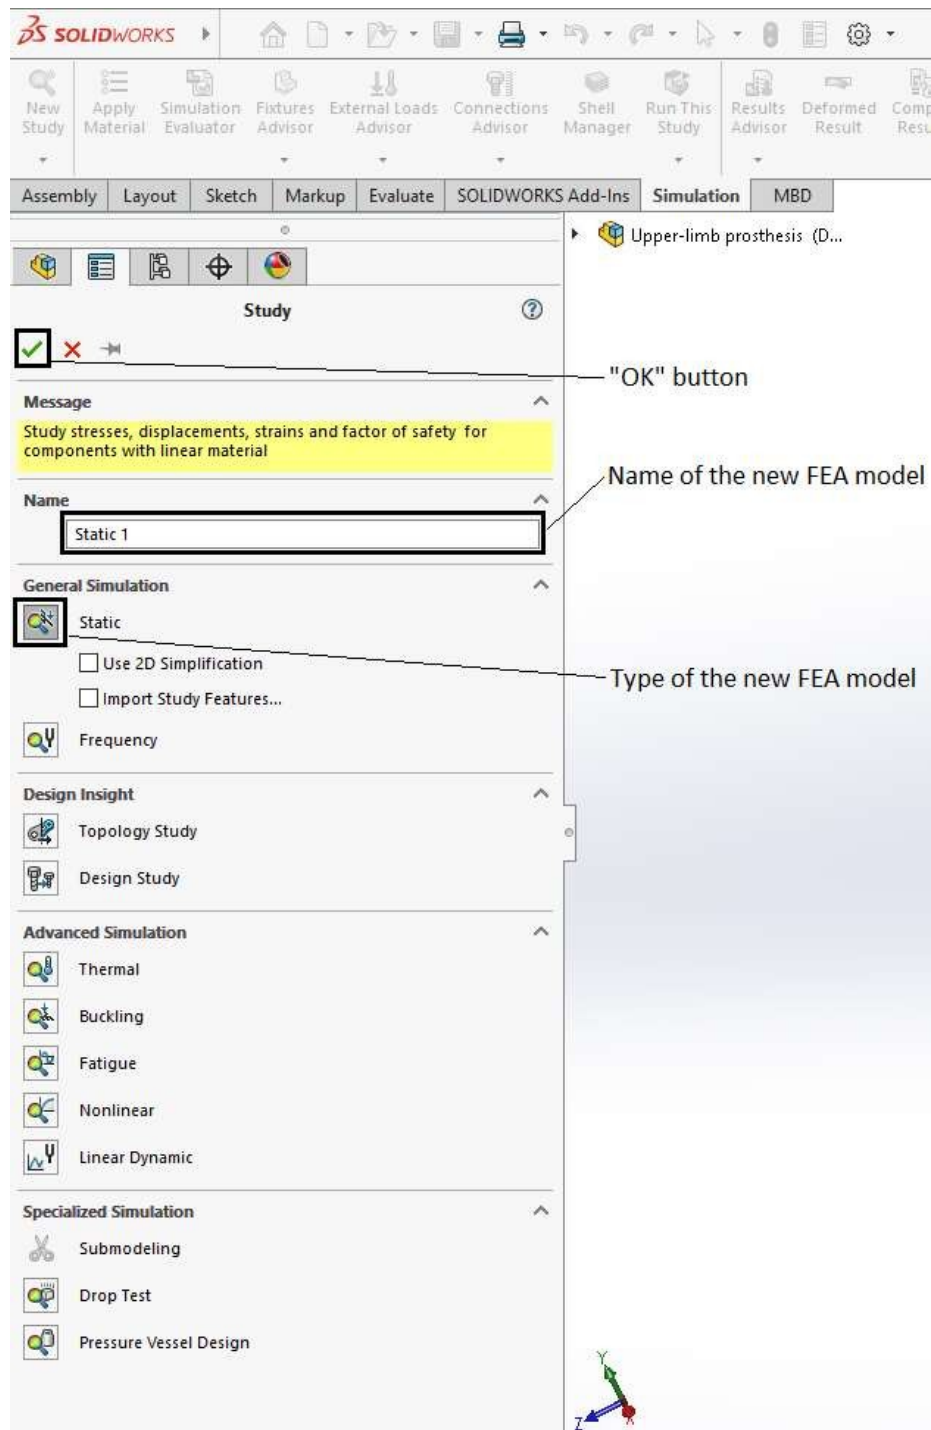 SOLIDWORKS
New Study
Apply Material
Simulation Evaluator
Fixtures Advisor
External Loads Advisor
Connections Advisor
Shell Manager
Run This Study
Results Advisor
Deformed Result
Comp
Resu
Assembly Layout Sketch Markup Evaluate SOLIDWORKS Add-Ins Simulation MBD
Upper-limb prosthesis (D...
Study
"OK" button
Message
Study stresses, displacements, strains and factor of safety for
components with linear material
Name of the new FEA model
Name
Static 1
General Simulation
Static
Use 2D Simplification
Type of the new FEA model
Import Study Features...
Frequency
Design Insight
Topology Study
Design Study
Advanced Simulation
Thermal
Buckling
Fatigue
Nonlinear
Linear Dynamic
Specialized Simulation
Submodeling
Drop Test
Pressure Vessel Design
Y
Z
X